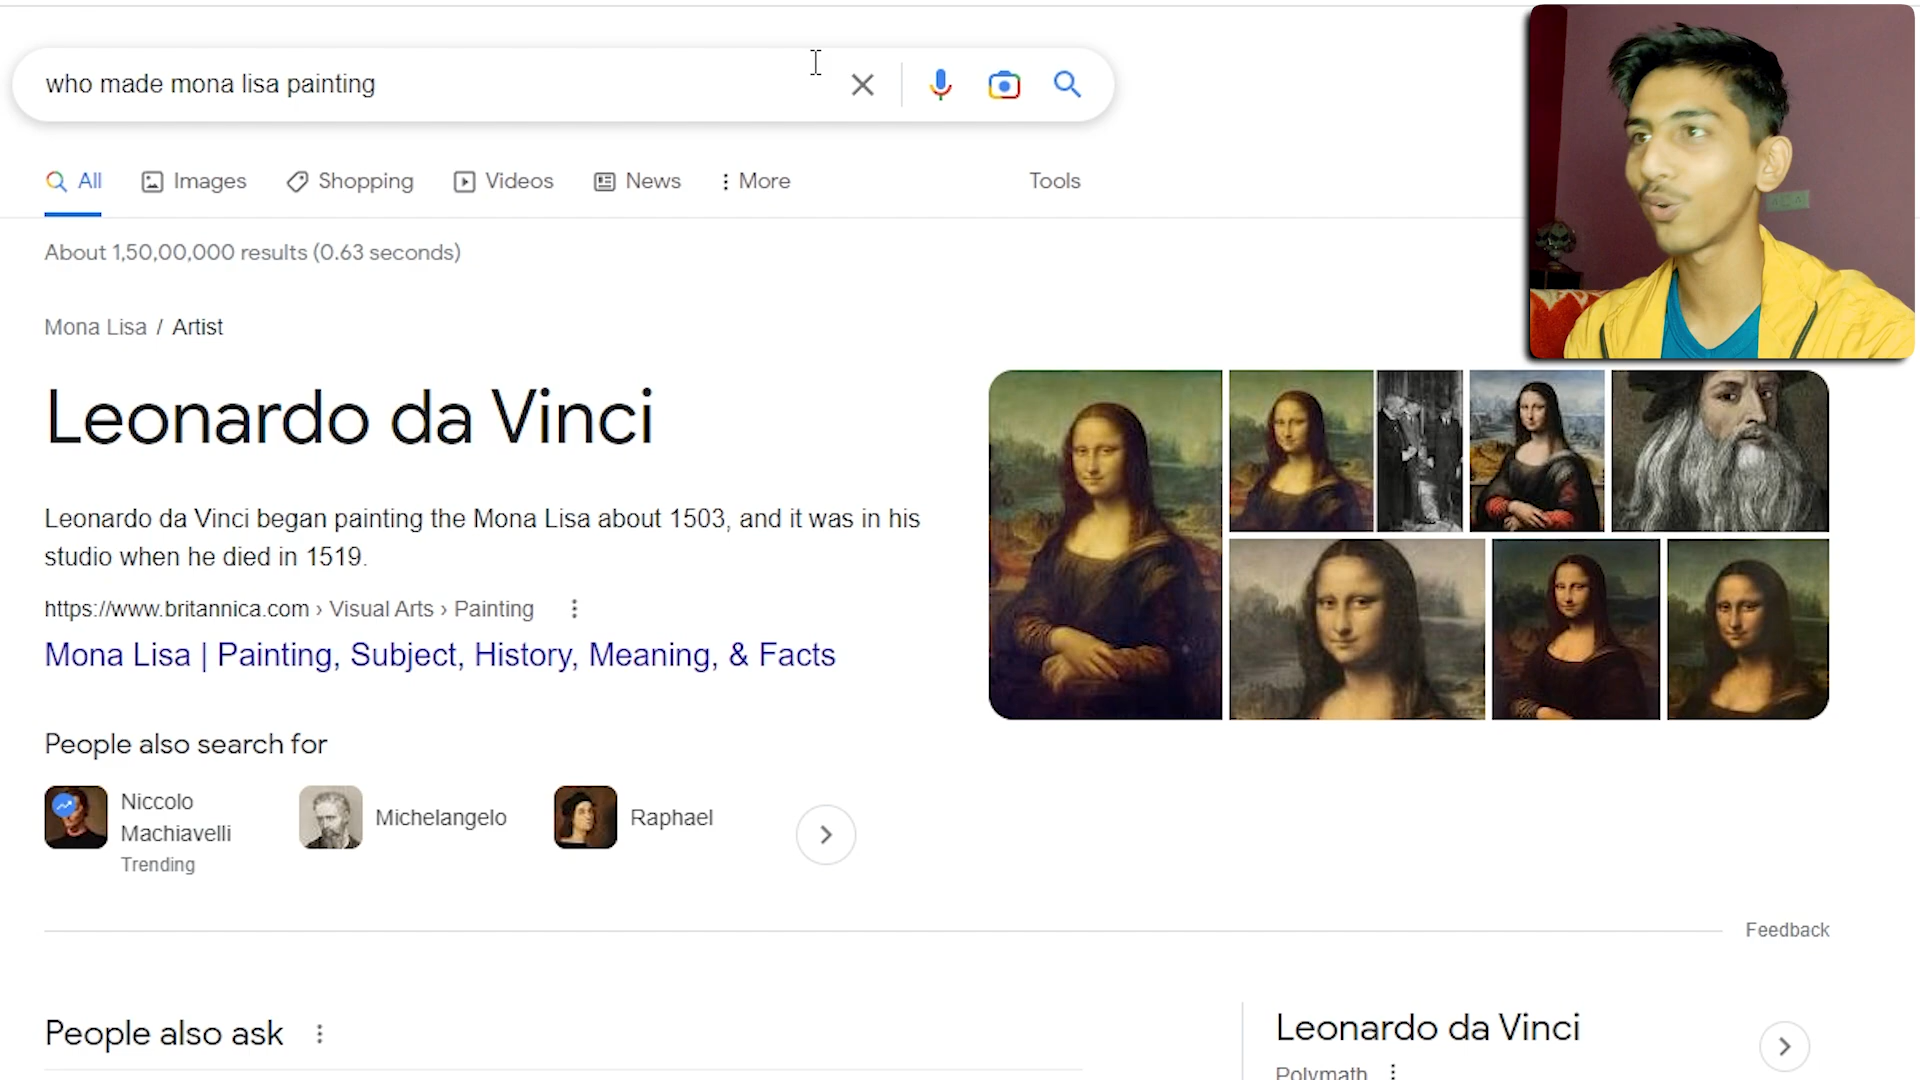 who made mona lisa painting
All Images Shopping Videos News More Tools
About 1,50,00,000 results (0.63 seconds)
Mona Lisa / Artist
Leonardo da Vinci
Leonardo da Vinci began painting the Mona Lisa about 1503, and it was in his
studio when he died in 1519.
https://www.britannica.com › Visual Arts › Painting
Mona Lisa | Painting, Subject, History, Meaning, & Facts
People also search for
Niccolo
Machiavelli
Trending
Michelangelo
Raphael
Feedback
People also ask
Leonardo da Vinci
Polymath